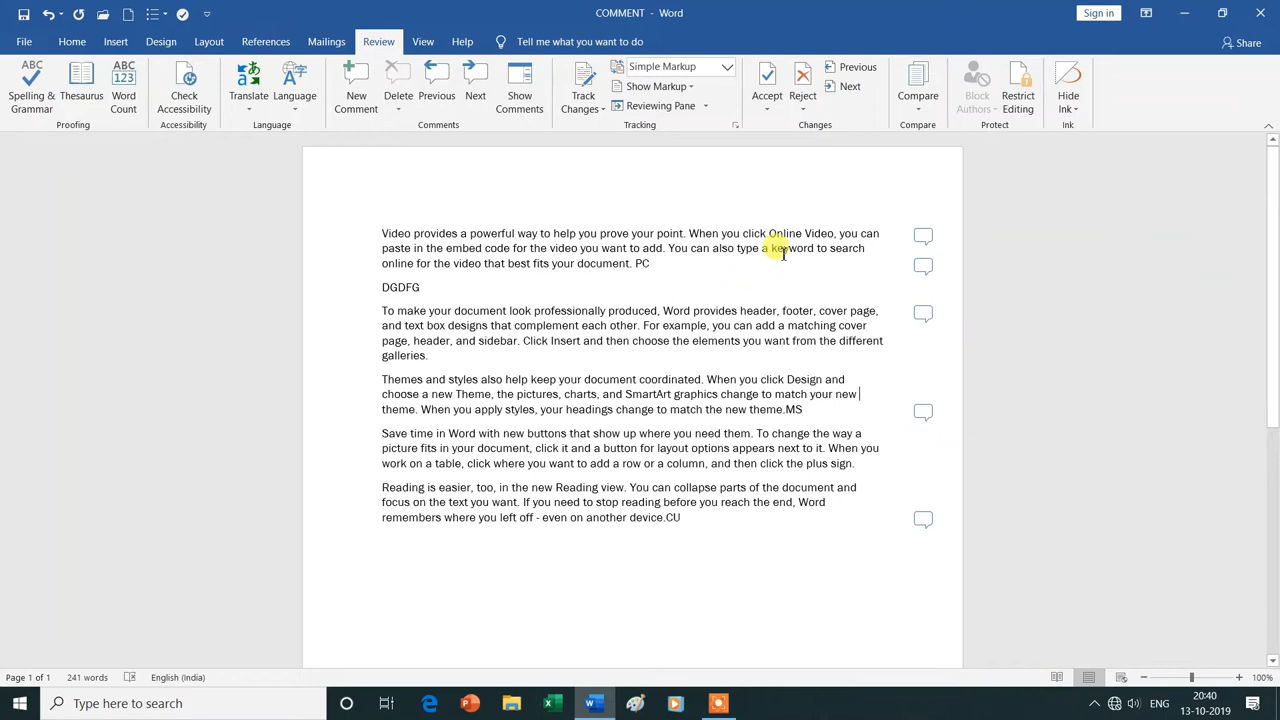 COMMENT - Word
Sign in
File Home Insert Design Layout References Mailings Review View Help Tell me what you want to do Share
ABC
Spelling & Grammar
Thesaurus
ABC
123
Word Count
Check Accessibility
Translate
Language
New Comment
Delete
Previous
Next
Show Comments
Track Changes
Simple Markup
Show Markup
Reviewing Pane
Accept
Reject
Previous
Next
Compare
Block Authors
Restrict Editing
Hide Ink
Proofing Accessibility Language Comments Tracking Changes Compare Protect Ink
Video provides a powerful way to help you prove your point. When you click Online Video, you can
paste in the embed code for the video you want to add. You can also type a keyword to search
online for the video that best fits your document. PC
DGDFG
To make your document look professionally produced, Word provides header, footer, cover page,
and text box designs that complement each other. For example, you can add a matching cover
page, header, and sidebar. Click Insert and then choose the elements you want from the different
galleries.
Themes and styles also help keep your document coordinated. When you click Design and
choose a new Theme, the pictures, charts, and SmartArt graphics change to match your new
theme. When you apply styles, your headings change to match the new theme.MS
Save time in Word with new buttons that show up where you need them. To change the way a
picture fits in your document, click it and a button for layout options appears next to it. When you
work on a table, click where you want to add a row or a column, and then click the plus sign.
Reading is easier, too, in the new Reading view. You can collapse parts of the document and
focus on the text you want. If you need to stop reading before you reach the end, Word
remembers where you left off - even on another device.CU
Page 1 of 1 241 words English (India) 100%
Type here to search
ENG
20:40
13-10-2019